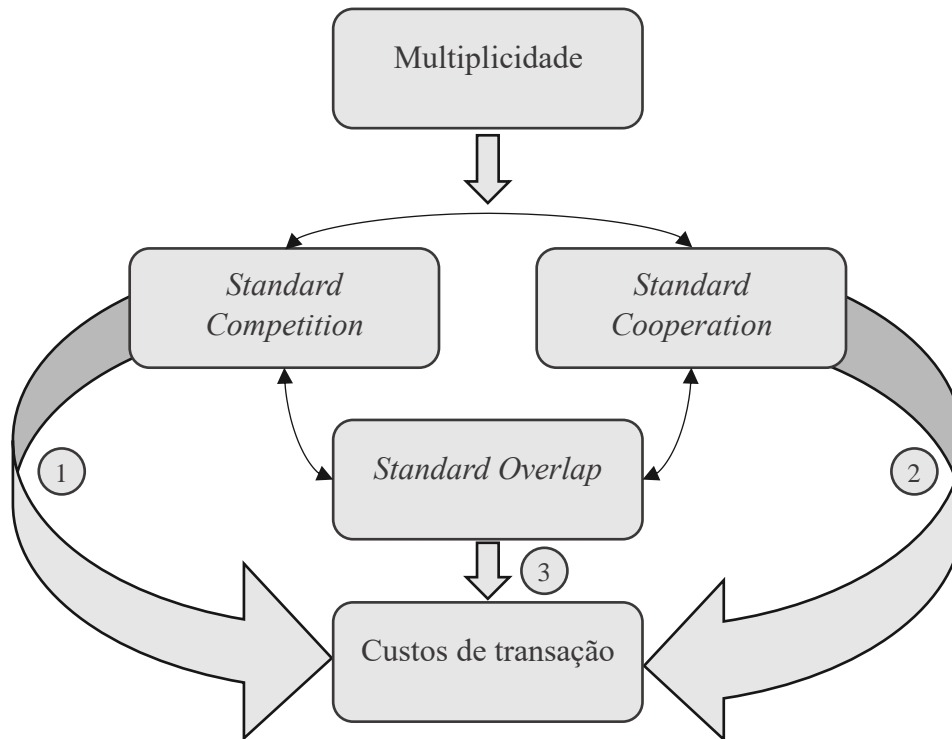 Multiplicidade
Standard
Competition
Standard
Cooperation
1
Standard Overlap
2
3
Custos de transação